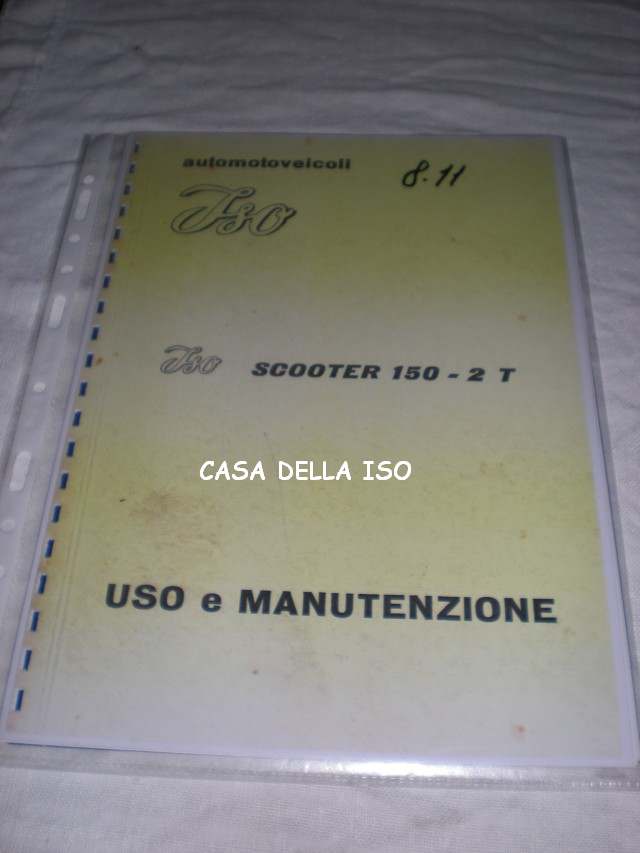 automotoveicoli
8.11
Iso
Iso SCOOTER 150 - 2 T
CASA DELLA ISO
USO e MANUTENZIONE